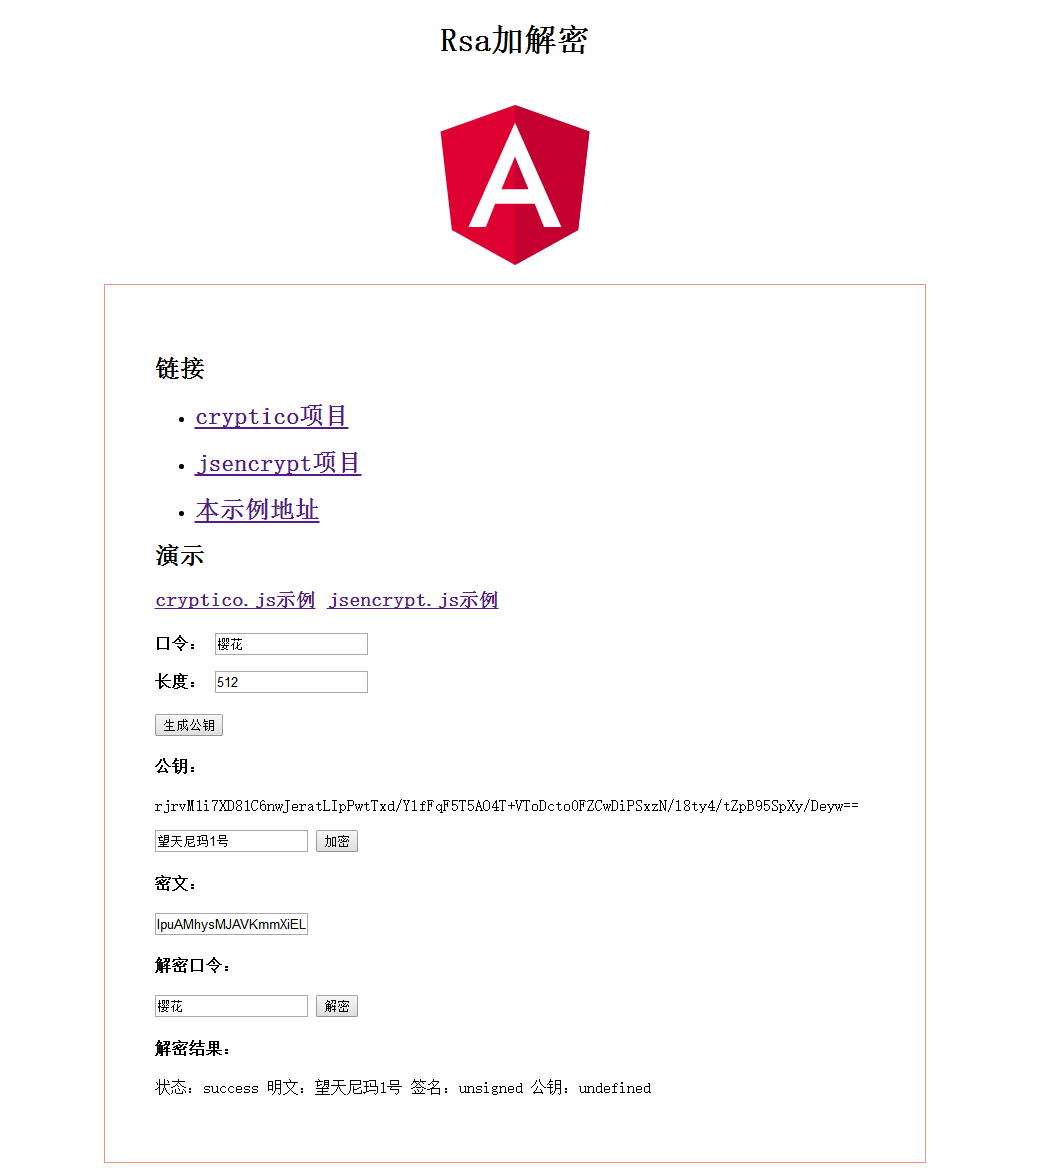 Rsa加解密
A
链接
cryptico项目
jsencrypt项目
本示例地址
演示
cryptico.js示例 jsencrypt.js示例
口令： 樱花
长度： 512
生成公钥
公钥：
rjrvM1i7XD81C6nwJeratLIpPwtTxd/YlfFqF5T5AO4T+VToDcto0FZCwDiPSxzN/l8ty4/tZpB95SpXy/Deyw==
望天尼玛1号 加密
密文：
lpuAMhysMJAVKmmXiEL
解密口令：
樱花 解密
解密结果：
状态：success 明文：望天尼玛1号 签名：unsigned 公钥：undefined